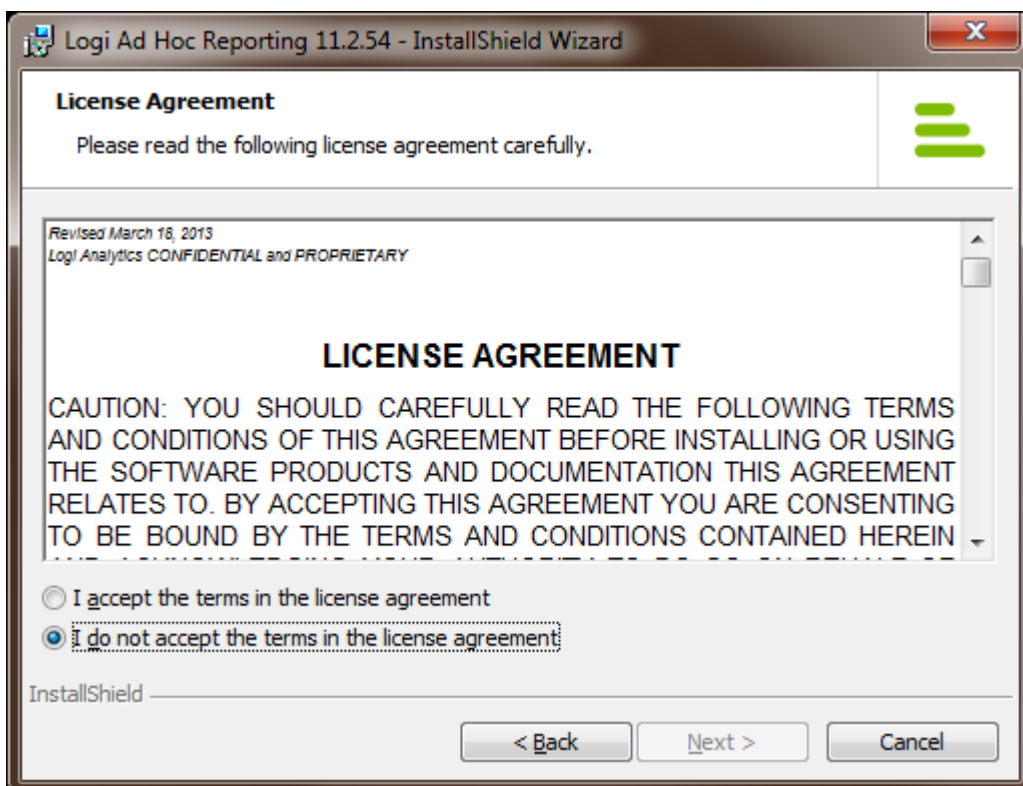 Logi Ad Hoc Reporting 11.2.54 - InstallShield Wizard
License Agreement
Please read the following license agreement carefully.
Revised March 18, 2013
Logi Analytics CONFIDENTIAL and PROPRIETARY
LICENSE AGREEMENT
CAUTION: YOU SHOULD CAREFULLY READ THE FOLLOWING TERMS
AND CONDITIONS OF THIS AGREEMENT BEFORE INSTALLING OR USING
THE SOFTWARE PRODUCTS AND DOCUMENTATION THIS AGREEMENT
RELATES TO. BY ACCEPTING THIS AGREEMENT YOU ARE CONSENTING
TO BE BOUND BY THE TERMS AND CONDITIONS CONTAINED HEREIN
I accept the terms in the license agreement
I do not accept the terms in the license agreement
InstallShield
< Back
Next >
Cancel